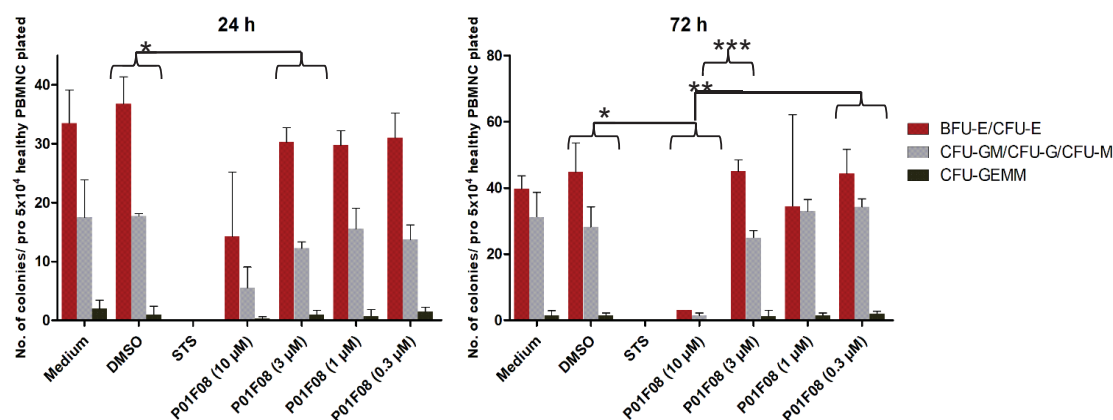 24 h
No. of colonies/ pro 5x10⁴ healthy PBMNC plated
40
30
20
10
0
*
Medium
DMSO
STS
P01F08 (10 µM)
P01F08 (3 µM)
P01F08 (1 µM)
P01F08 (0.3 µM)
72 h
No. of colonies/ pro 5x10⁴ healthy PBMNC plated
80
60
40
20
0
***
**
*
Medium
DMSO
STS
P01F08 (10 µM)
P01F08 (3 µM)
P01F08 (1 µM)
P01F08 (0.3 µM)
BFU-E/CFU-E
CFU-GM/CFU-G/CFU-M
CFU-GEMM